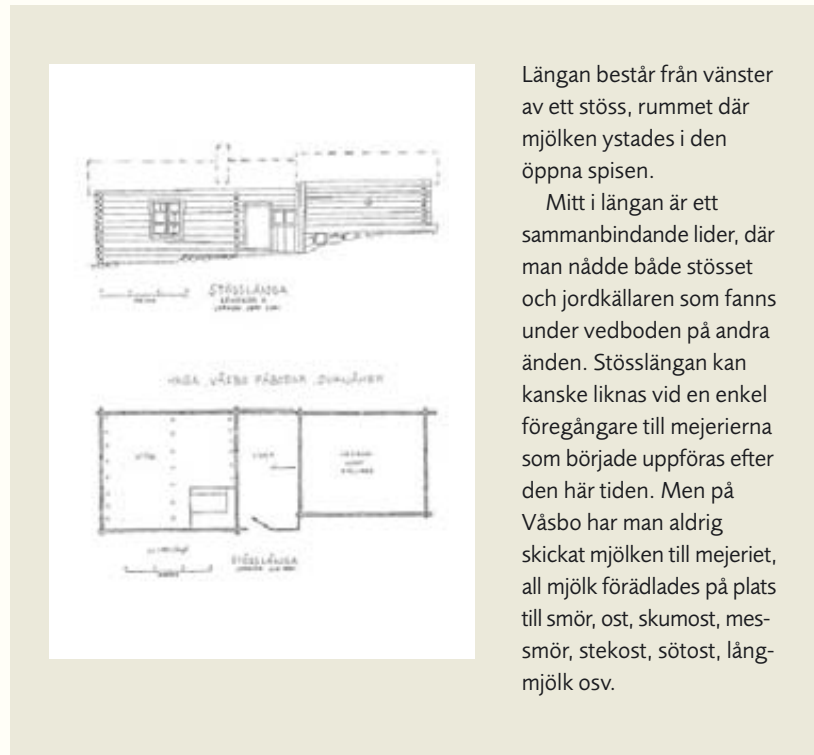 STÖSSLÄNGA
VÅSBO FÄBODAR
STÖSSLÄNGA
Längan består från vänster
av ett stöss, rummet där
mjölken ystades i den
öppna spisen.
Mitt i längan är ett
sammanbindande lider, där
man nådde både stösset
och jordkällaren som fanns
under vedboden på andra
änden. Stösslängan kan
kanske liknas vid en enkel
föregångare till mejerierna
som började uppföras efter
den här tiden. Men på
Våsbo har man aldrig
skickat mjölken till mejeriet,
all mjölk förädlades på plats
till smör, ost, skumost, mes-
smör, stekost, sötost, lång-
mjölk osv.